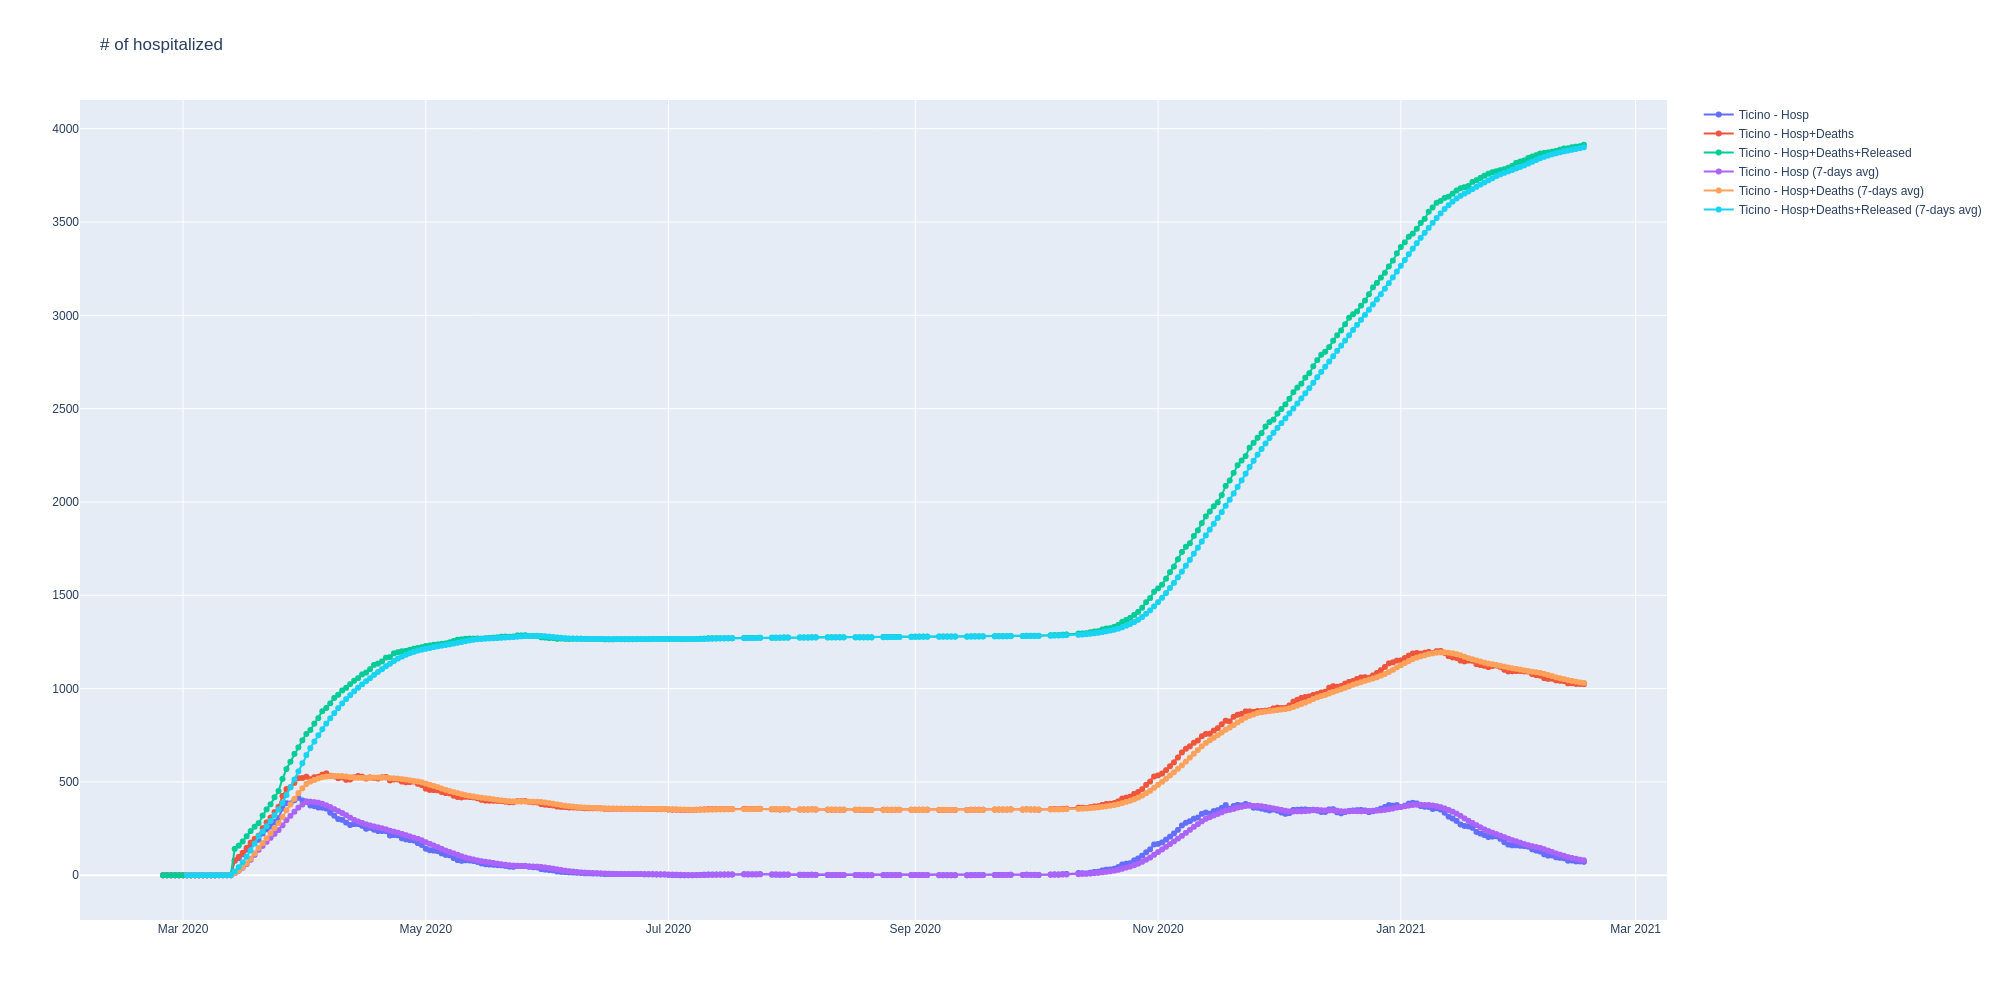 # of hospitalized
4000
3500
3000
2500
2000
1500
1000
500
0
Mar 2020
May 2020
Jul 2020
Sep 2020
Nov 2020
Jan 2021
Mar 2021
Ticino - Hosp
Ticino - Hosp+Deaths
Ticino - Hosp+Deaths+Released
Ticino - Hosp (7-days avg)
Ticino - Hosp+Deaths (7-days avg)
Ticino - Hosp+Deaths+Released (7-days avg)